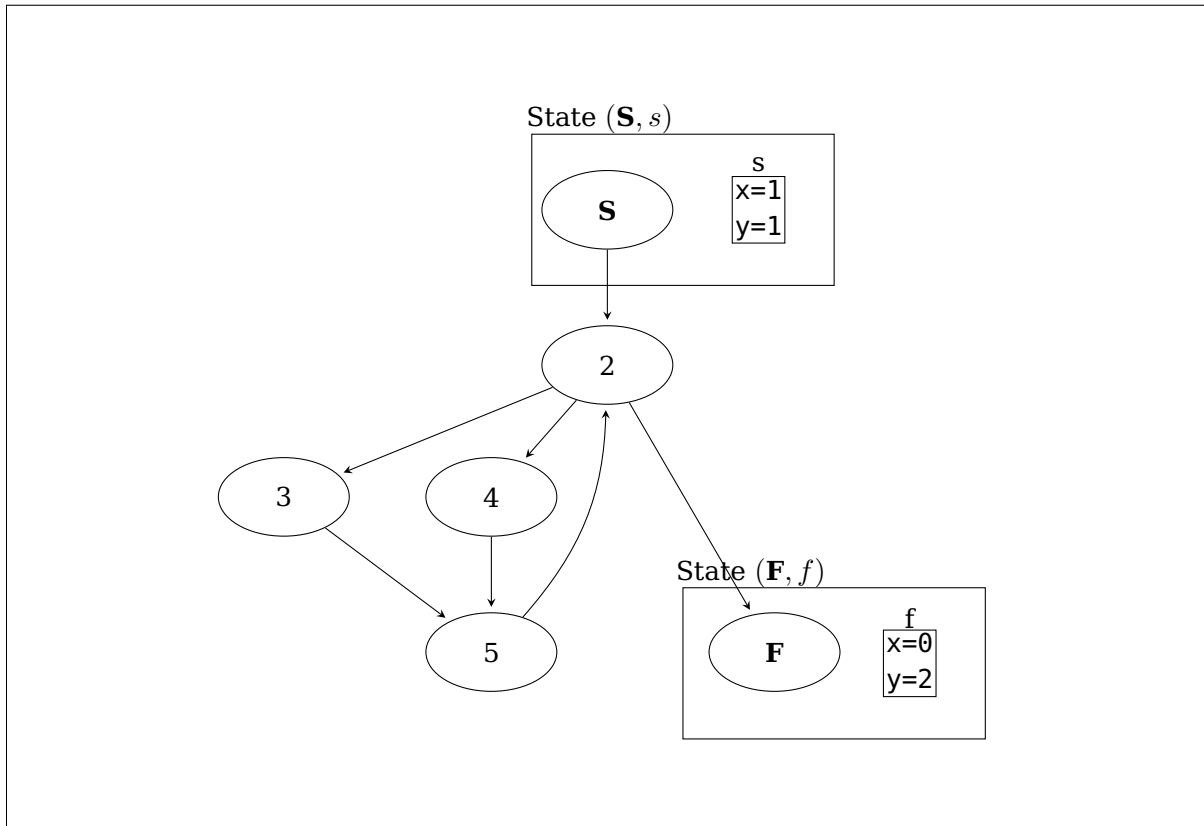 State (S, s)
s
S
x=1
y=1
2
3
4
State (F, f)
f
5
F
x=0
y=2